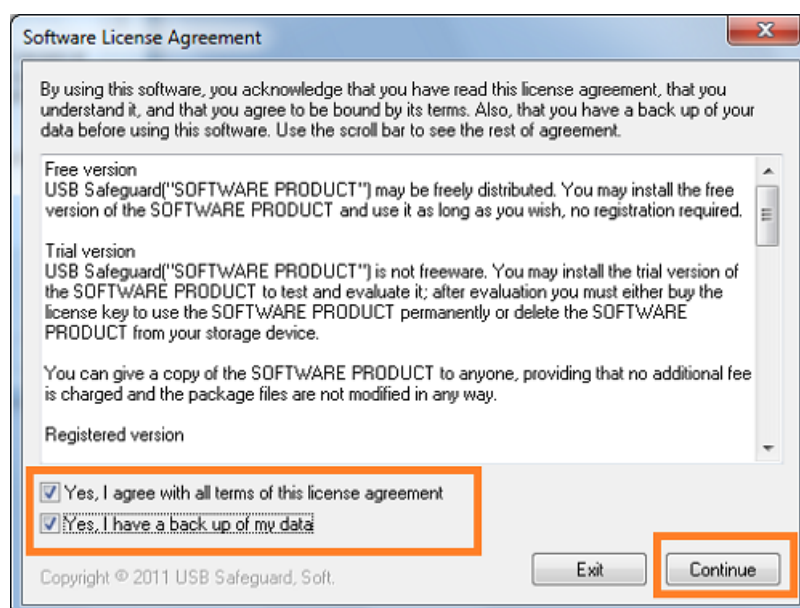 Software License Agreement
By using this software, you acknowledge that you have read this license agreement, that you
understand it, and that you agree to be bound by its terms. Also, that you have a back up of your
data before using this software. Use the scroll bar to see the rest of agreement.
Free version
USB Safeguard("SOFTWARE PRODUCT") may be freely distributed. You may install the free
version of the SOFTWARE PRODUCT and use it as long as you wish, no registration required.
Trial version
USB Safeguard("SOFTWARE PRODUCT") is not freeware. You may install the trial version of
the SOFTWARE PRODUCT to test and evaluate it; after evaluation you must either buy the
license key to use the SOFTWARE PRODUCT permanently or delete the SOFTWARE
PRODUCT from your storage device.
You can give a copy of the SOFTWARE PRODUCT to anyone, providing that no additional fee
is charged and the package files are not modified in any way.
Registered version
Yes, I agree with all terms of this license agreement
Yes, I have a back up of my data
Exit
Continue
Copyright © 2011 USB Safeguard, Soft.